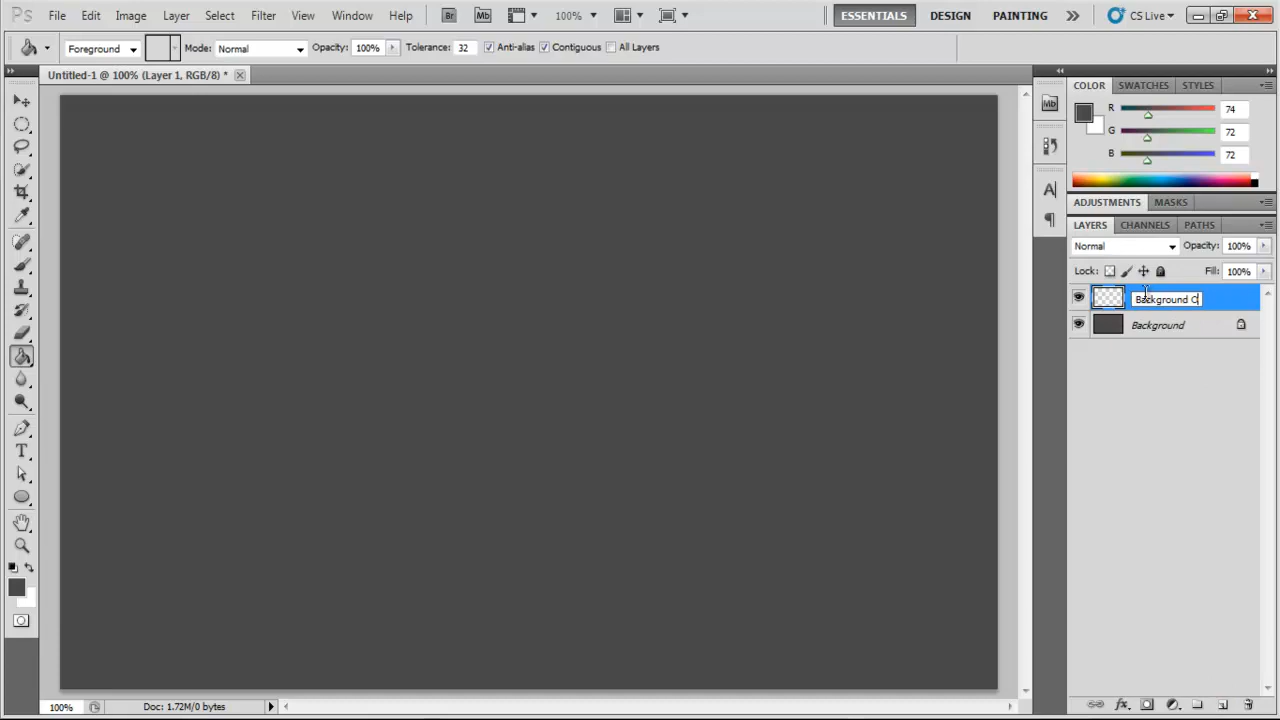 Ps File Edit Image Layer Select Filter View Window Help Br Mb 100% ESSENTIALS DESIGN PAINTING CS Live
Foreground Mode: Normal Opacity: 100% Tolerance: 32 Anti-alias Contiguous All Layers
Untitled-1 @ 100% (Layer 1, RGB/8) *
COLOR SWATCHES STYLES
Mb
R 74
G 72
B 72
A
ADJUSTMENTS MASKS
LAYERS CHANNELS PATHS
Normal Opacity: 100%
Lock: Fill: 100%
Background C
Background
T
fx
100% Doc: 1.72M/0 bytes